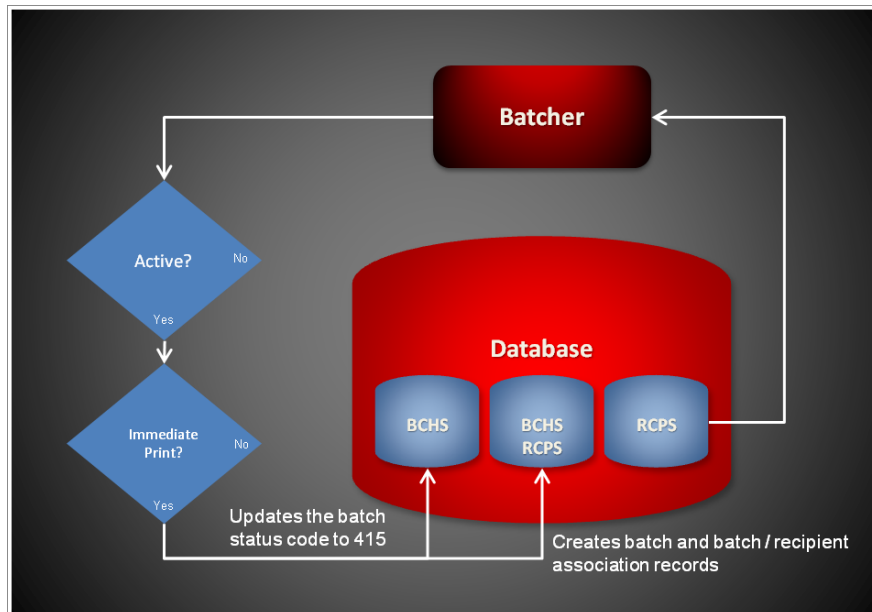 Batcher
Active?
No
Yes
Database
Immediate
Print?
No
Yes
BCHS
BCHS
RCPS
RCPS
Updates the batch
status code to 415
Creates batch and batch / recipient
association records